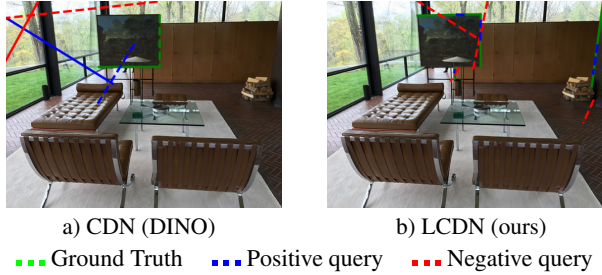 a) CDN (DINO) b) LCDN (ours)
Ground Truth Positive query Negative query